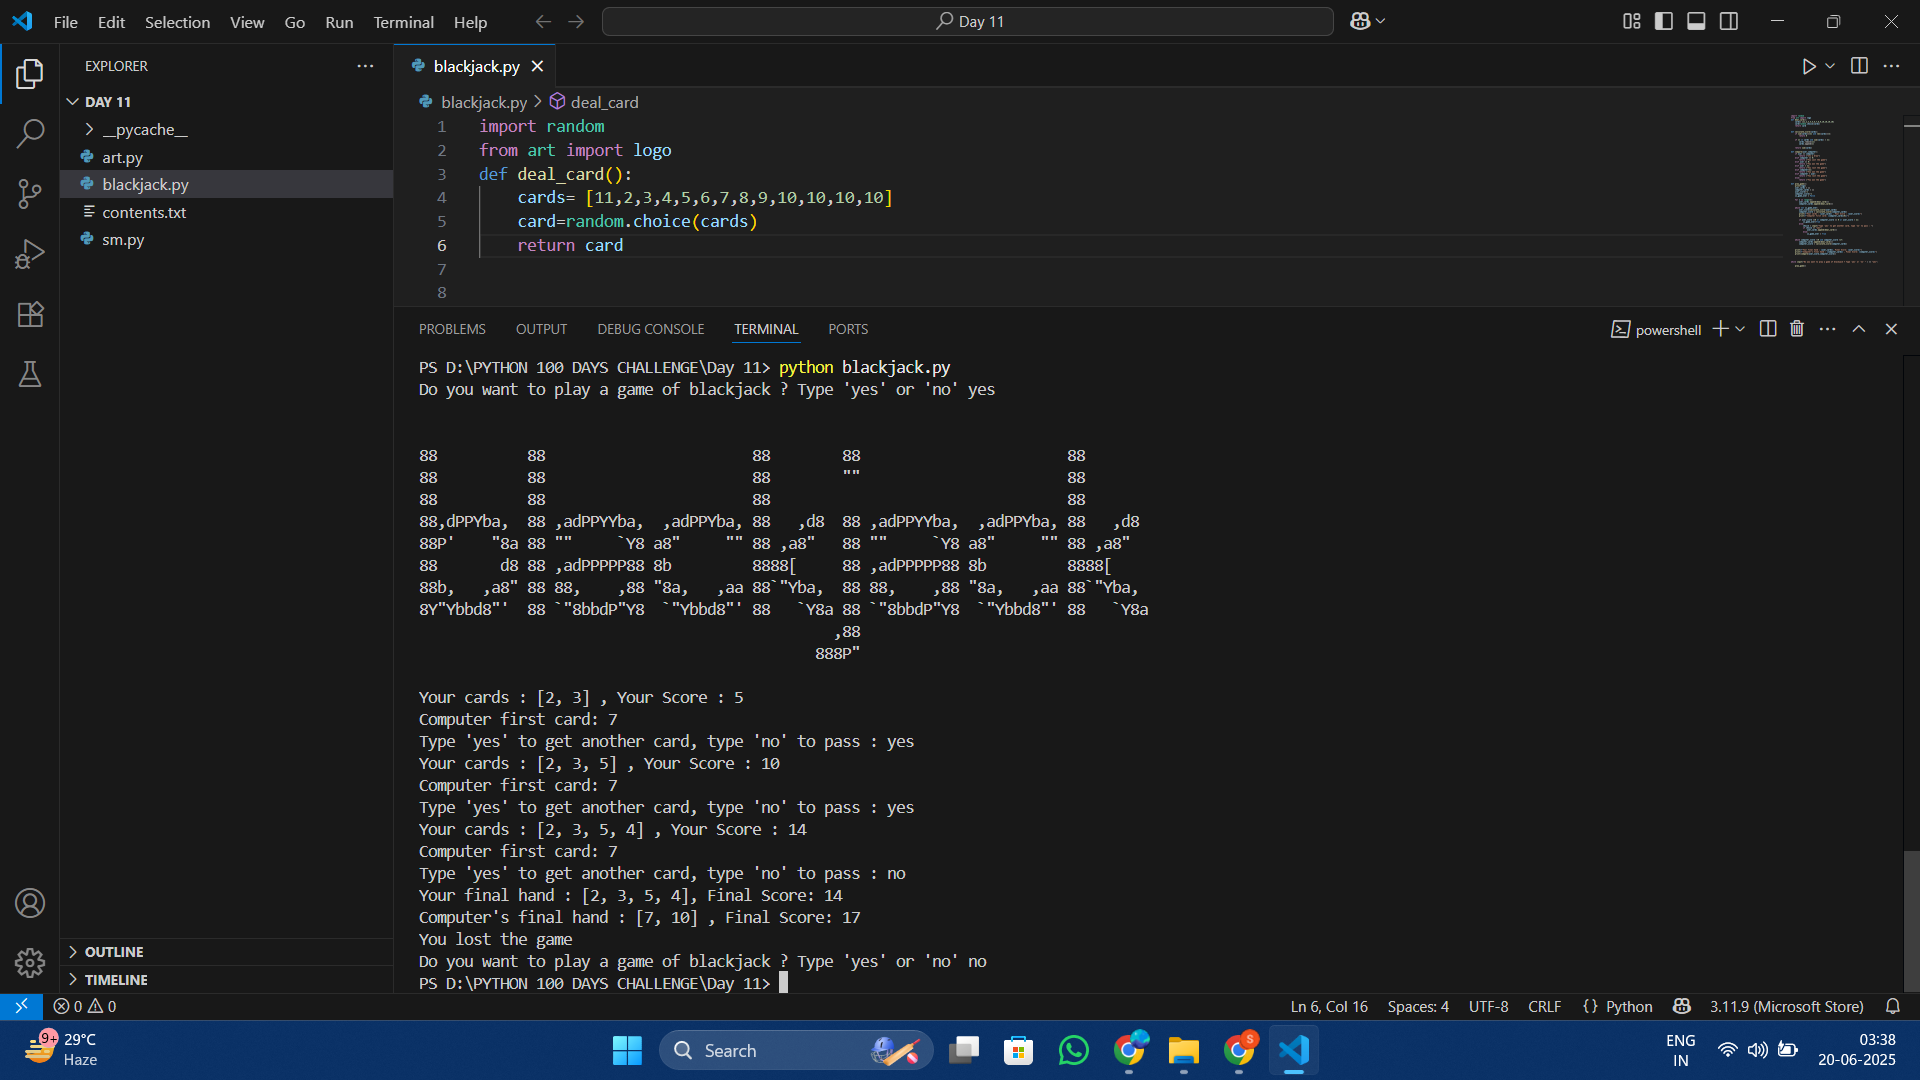 File Edit Selection View Go Run Terminal Help
Day 11
EXPLORER
DAY 11
__pycache__
art.py
blackjack.py
contents.txt
sm.py
OUTLINE
TIMELINE
blackjack.py
blackjack.py > deal_card
1 import random
2 from art import logo
3 def deal_card():
4     cards= [11,2,3,4,5,6,7,8,9,10,10,10,10]
5     card=random.choice(cards)
6     return card
7
8
PROBLEMS OUTPUT DEBUG CONSOLE TERMINAL PORTS
powershell
PS D:\PYTHON 100 DAYS CHALLENGE\Day 11> python blackjack.py
Do you want to play a game of blackjack ? Type 'yes' or 'no' yes
88          88                       88        88                       88
88          88                       88        ""                       88
88          88                       88                                 88
88,dPPYba,  88 ,adPPYYba,  ,adPPYba, 88   ,d8  88 ,adPPYYba,  ,adPPYba, 88   ,d8
88P'    "8a 88 ""     `Y8 a8"     "" 88 ,a8"   88 ""     `Y8 a8"     "" 88 ,a8"
88       d8 88 ,adPPPPP88 8b         8888[     88 ,adPPPPP88 8b         8888[
88b,   ,a8" 88 88,    ,88 "8a,   ,aa 88`"Yba,  88 88,    ,88 "8a,   ,aa 88`"Yba,
8Y"Ybbd8"'  88 `"8bbdP"Y8  `"Ybbd8"' 88   `Y8a 88 `"8bbdP"Y8  `"Ybbd8"' 88   `Y8a
                                              ,88
                                            888P"
Your cards : [2, 3] , Your Score : 5
Computer first card: 7
Type 'yes' to get another card, type 'no' to pass : yes
Your cards : [2, 3, 5] , Your Score : 10
Computer first card: 7
Type 'yes' to get another card, type 'no' to pass : yes
Your cards : [2, 3, 5, 4] , Your Score : 14
Computer first card: 7
Type 'yes' to get another card, type 'no' to pass : no
Your final hand : [2, 3, 5, 4], Final Score: 14
Computer's final hand : [7, 10] , Final Score: 17
You lost the game
Do you want to play a game of blackjack ? Type 'yes' or 'no' no
PS D:\PYTHON 100 DAYS CHALLENGE\Day 11>
0 0
Ln 6, Col 16 Spaces: 4 UTF-8 CRLF {} Python 3.11.9 (Microsoft Store)
9+
29°C
Haze
Search
S
ENG
IN
03:38
20-06-2025